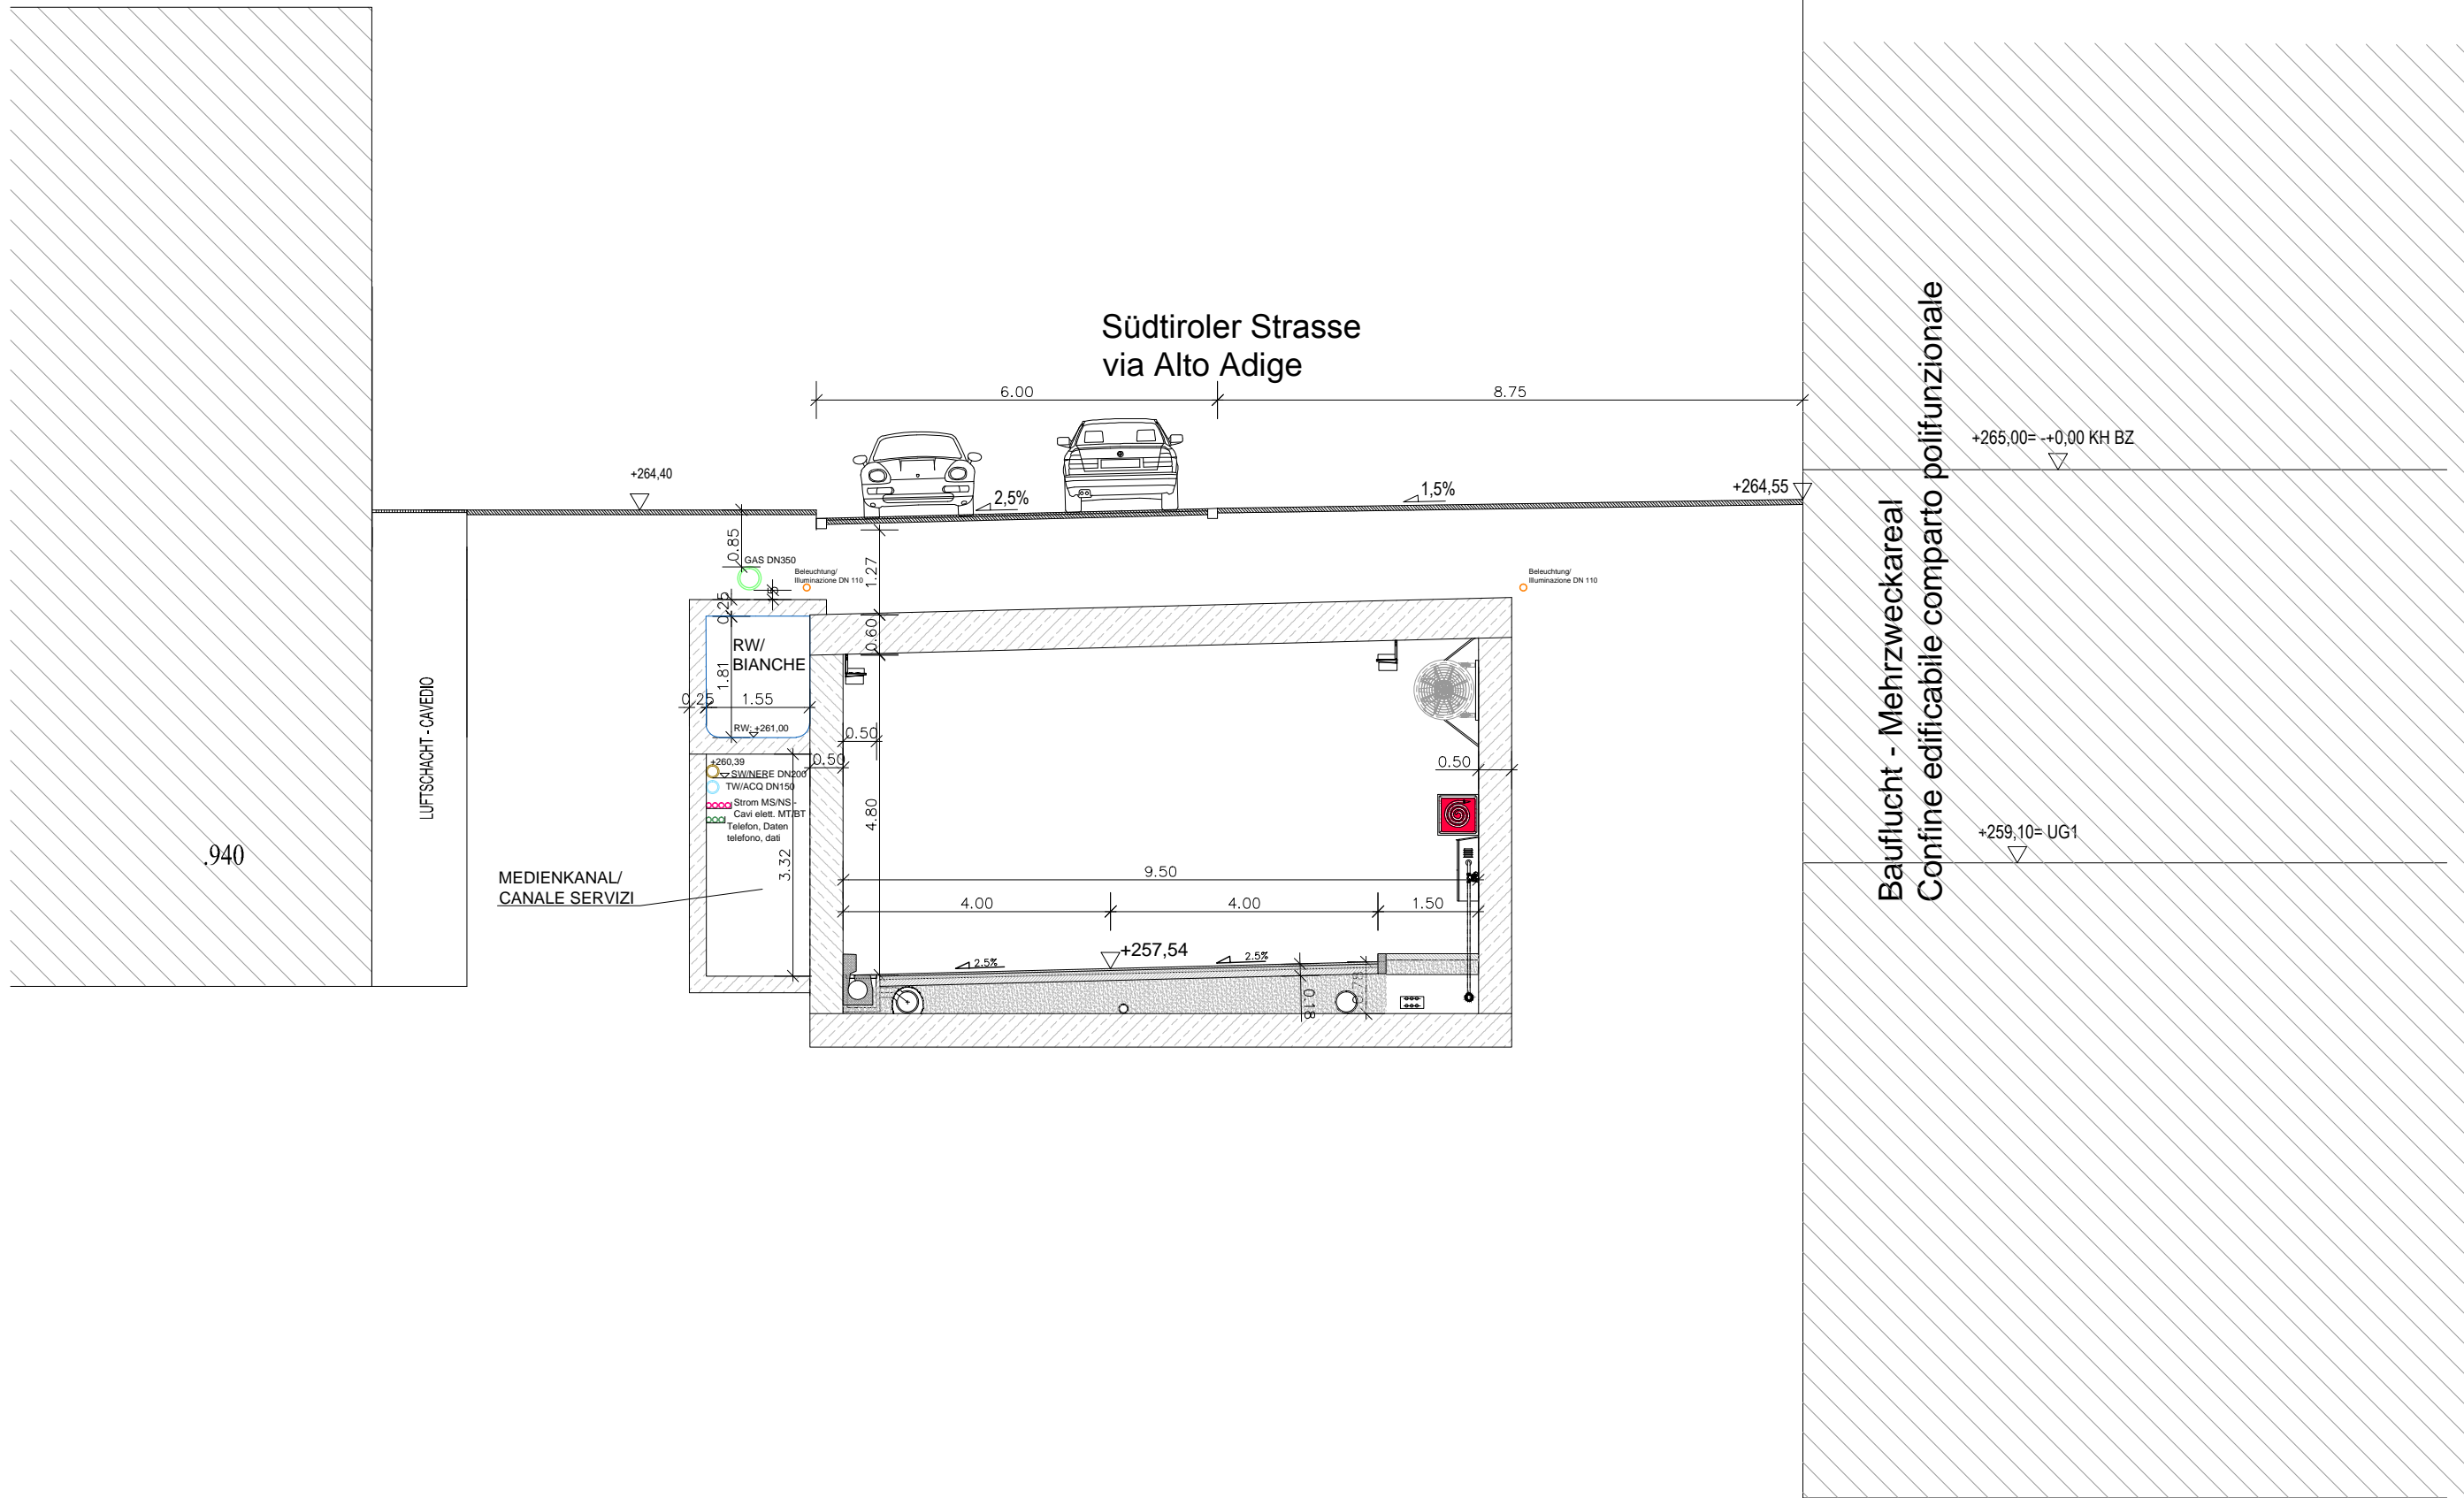 Südtiroler Strasse
via Alto Adige
6.00
8.75
+265,00= -+0,00 KH BZ
+264,40
2,5%
1,5%
+264,55
0.85
GAS DN350
Beleuchtung/
Illuminazione DN 110
1.27
Beleuchtung/
Illuminazione DN 110
0.25
0.60
RW/
BIANCHE
1.81
0.25
1.55
RW: +261,00
0.50
0.50
0.50
+260,39
SW/NERE DN200
TW/ACQ DN150
Strom MS/NS -
Cavi elett. MT/BT
Telefon, Daten
telefono, dati
4.80
3.32
LUFTSCHACHT - CAVEDIO
.940
MEDIENKANAL/
CANALE SERVIZI
9.50
4.00
4.00
1.50
+257,54
2.5%
2.5%
0.18
Bauflucht - Mehrzweckareal
Confine edificabile comparto polifunzionale
+259,10= UG1